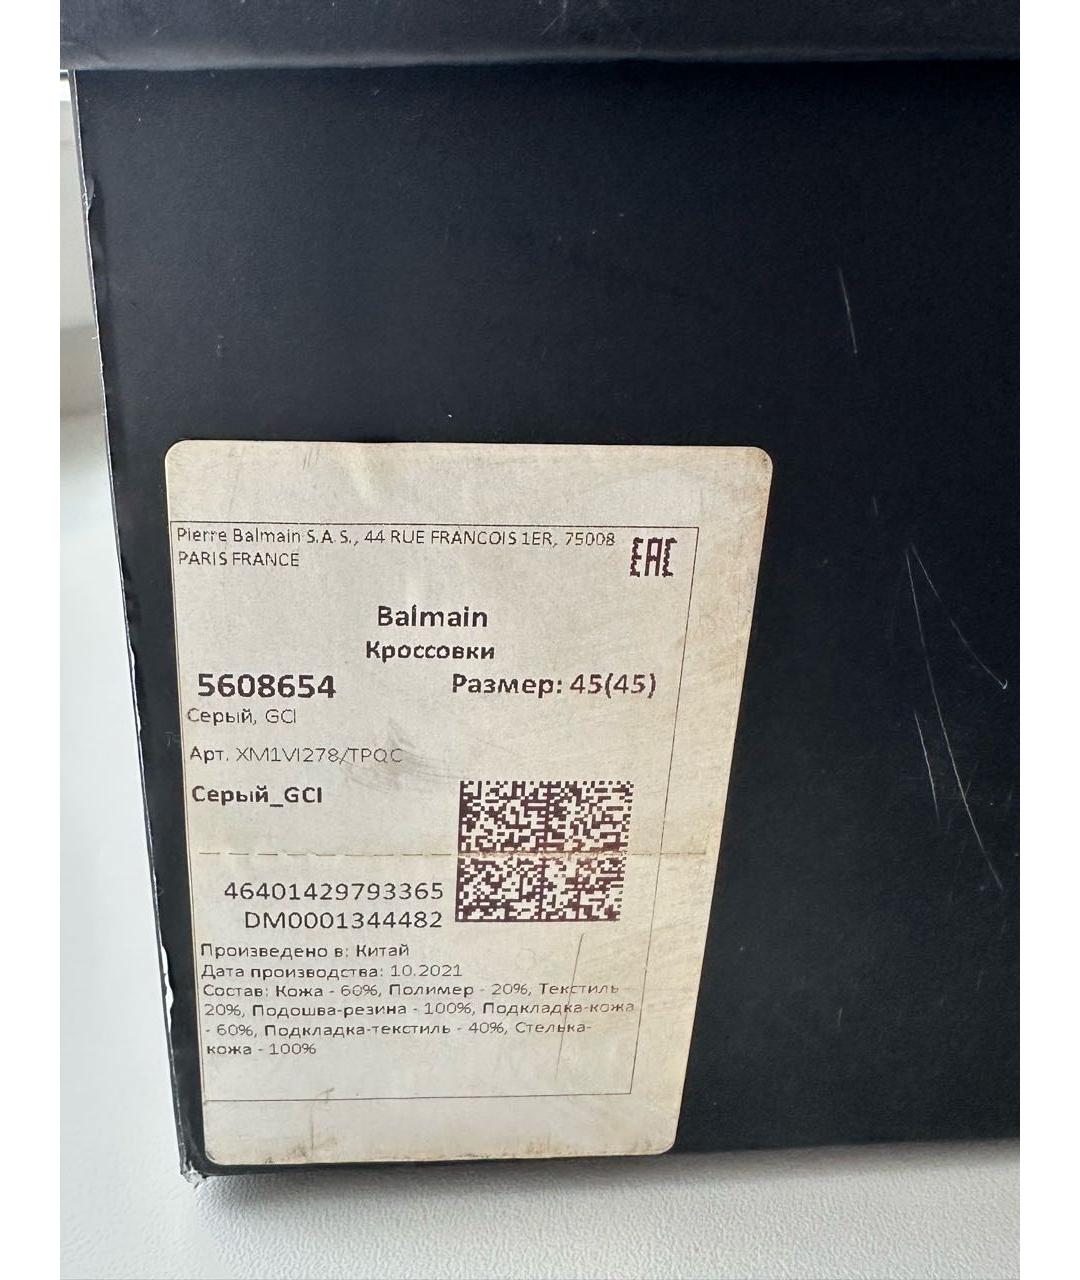 Pierre Balmain S.A.S., 44 RUE FRANCOIS 1ER, 75008
PARIS FRANCE
EAC
Balmain
Кроссовки
5608654 Размер: 45(45)
Серый, GCI
Арт. XM1VI278/TPQC
Серый_GCI
46401429793365
DM0001344482
Произведено в: Китай
Дата производства: 10.2021
Состав: Кожа - 60%, Полимер - 20%, Текстиль -
20%, Подошва-резина - 100%, Подкладка-кожа
- 60%, Подкладка-текстиль - 40%, Стелька-
кожа - 100%